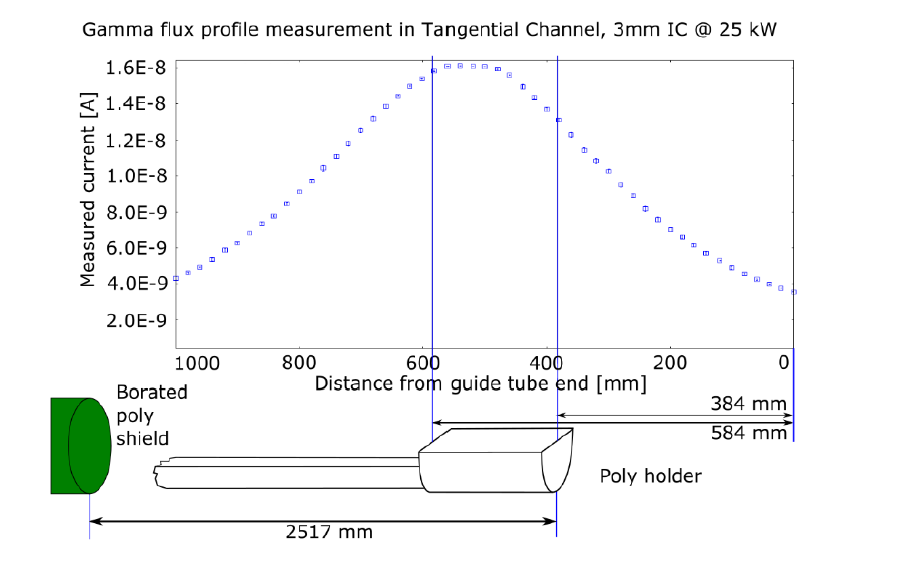 Gamma flux profile measurement in Tangential Channel, 3mm IC @ 25 kW
Measured current [A]
1.6E-8
1.4E-8
1.2E-8
1.0E-8
8.0E-9
6.0E-9
4.0E-9
2.0E-9
1000 800 600 400 200 0
Distance from guide tube end [mm]
384 mm
584 mm
Borated
poly
shield
Poly holder
2517 mm